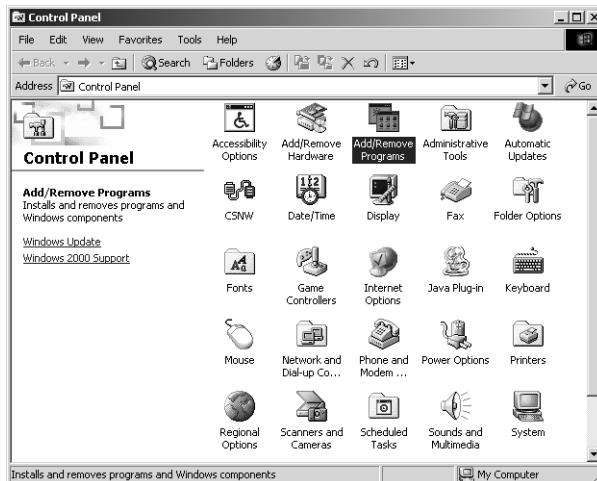 Control Panel
File Edit View Favorites Tools Help
Back Search Folders
Address Control Panel Go
Control Panel
Add/Remove Programs
Installs and removes programs and
Windows components
Windows Update
Windows 2000 Support
Accessibility Options
Add/Remove Hardware
Add/Remove Programs
Administrative Tools
Automatic Updates
CSNW
Date/Time
Display
Fax
Folder Options
Fonts
Game Controllers
Internet Options
Java Plug-in
Keyboard
Mouse
Network and Dial-up Co...
Phone and Modem ...
Power Options
Printers
Regional Options
Scanners and Cameras
Scheduled Tasks
Sounds and Multimedia
System
Installs and removes programs and Windows components
My Computer